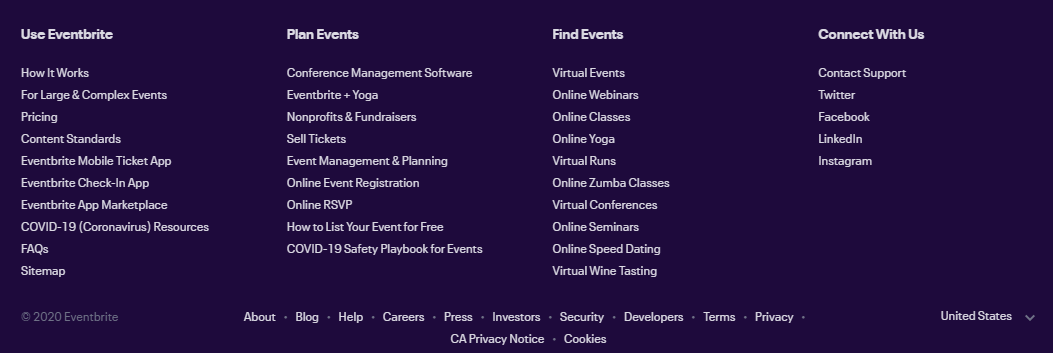 Use Eventbrite
How It Works
For Large & Complex Events
Pricing
Content Standards
Eventbrite Mobile Ticket App
Eventbrite Check-In App
Eventbrite App Marketplace
COVID-19 (Coronavirus) Resources
FAQs
Sitemap
Plan Events
Conference Management Software
Eventbrite + Yoga
Nonprofits & Fundraisers
Sell Tickets
Event Management & Planning
Online Event Registration
Online RSVP
How to List Your Event for Free
COVID-19 Safety Playbook for Events
Find Events
Virtual Events
Online Webinars
Online Classes
Online Yoga
Virtual Runs
Online Zumba Classes
Virtual Conferences
Online Seminars
Online Speed Dating
Virtual Wine Tasting
Connect With Us
Contact Support
Twitter
Facebook
LinkedIn
Instagram
© 2020 Eventbrite
About • Blog • Help • Careers • Press • Investors • Security • Developers • Terms • Privacy •
CA Privacy Notice • Cookies
United States